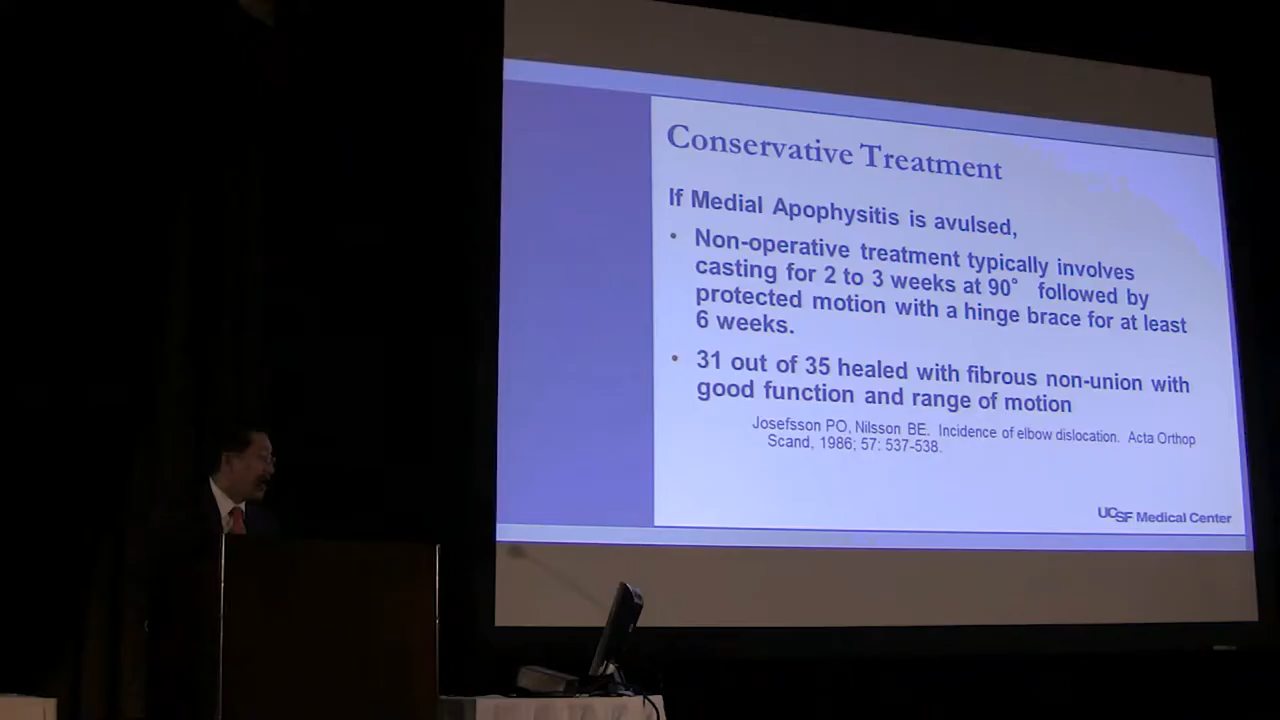 Conservative Treatment
If Medial Apophysitis is avulsed,
• Non-operative treatment typically involves
casting for 2 to 3 weeks at 90° followed by
protected motion with a hinge brace for at least
6 weeks.
• 31 out of 35 healed with fibrous non-union with
good function and range of motion
Josefsson PO, Nilsson BE. Incidence of elbow dislocation. Acta Orthop
Scand, 1986; 57: 537-538.
UCSF Medical Center